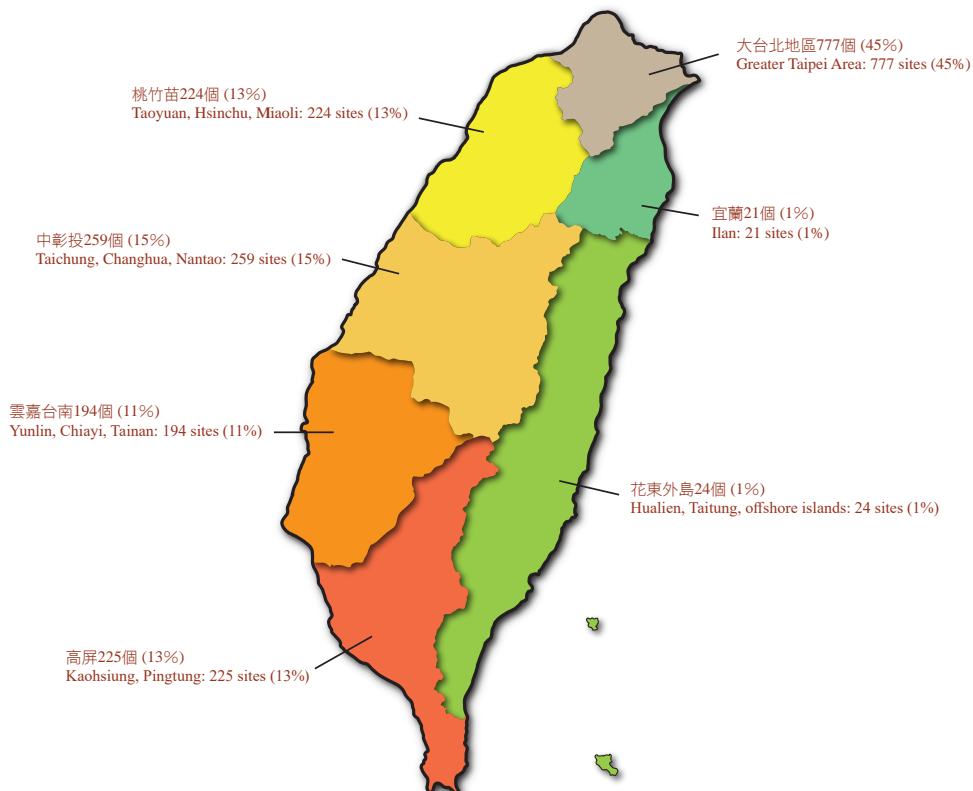 大台北地區777個 (45%)
Greater Taipei Area: 777 sites (45%)
桃竹苗224個 (13%)
Taoyuan, Hsinchu, Miaoli: 224 sites (13%)
宜蘭21個 (1%)
Ilan: 21 sites (1%)
中彰投259個 (15%)
Taichung, Changhua, Nantao: 259 sites (15%)
雲嘉台南194個 (11%)
Yunlin, Chiayi, Tainan: 194 sites (11%)
花東外島24個 (1%)
Hualien, Taitung, offshore islands: 24 sites (1%)
高屏225個 (13%)
Kaohsiung, Pingtung: 225 sites (13%)